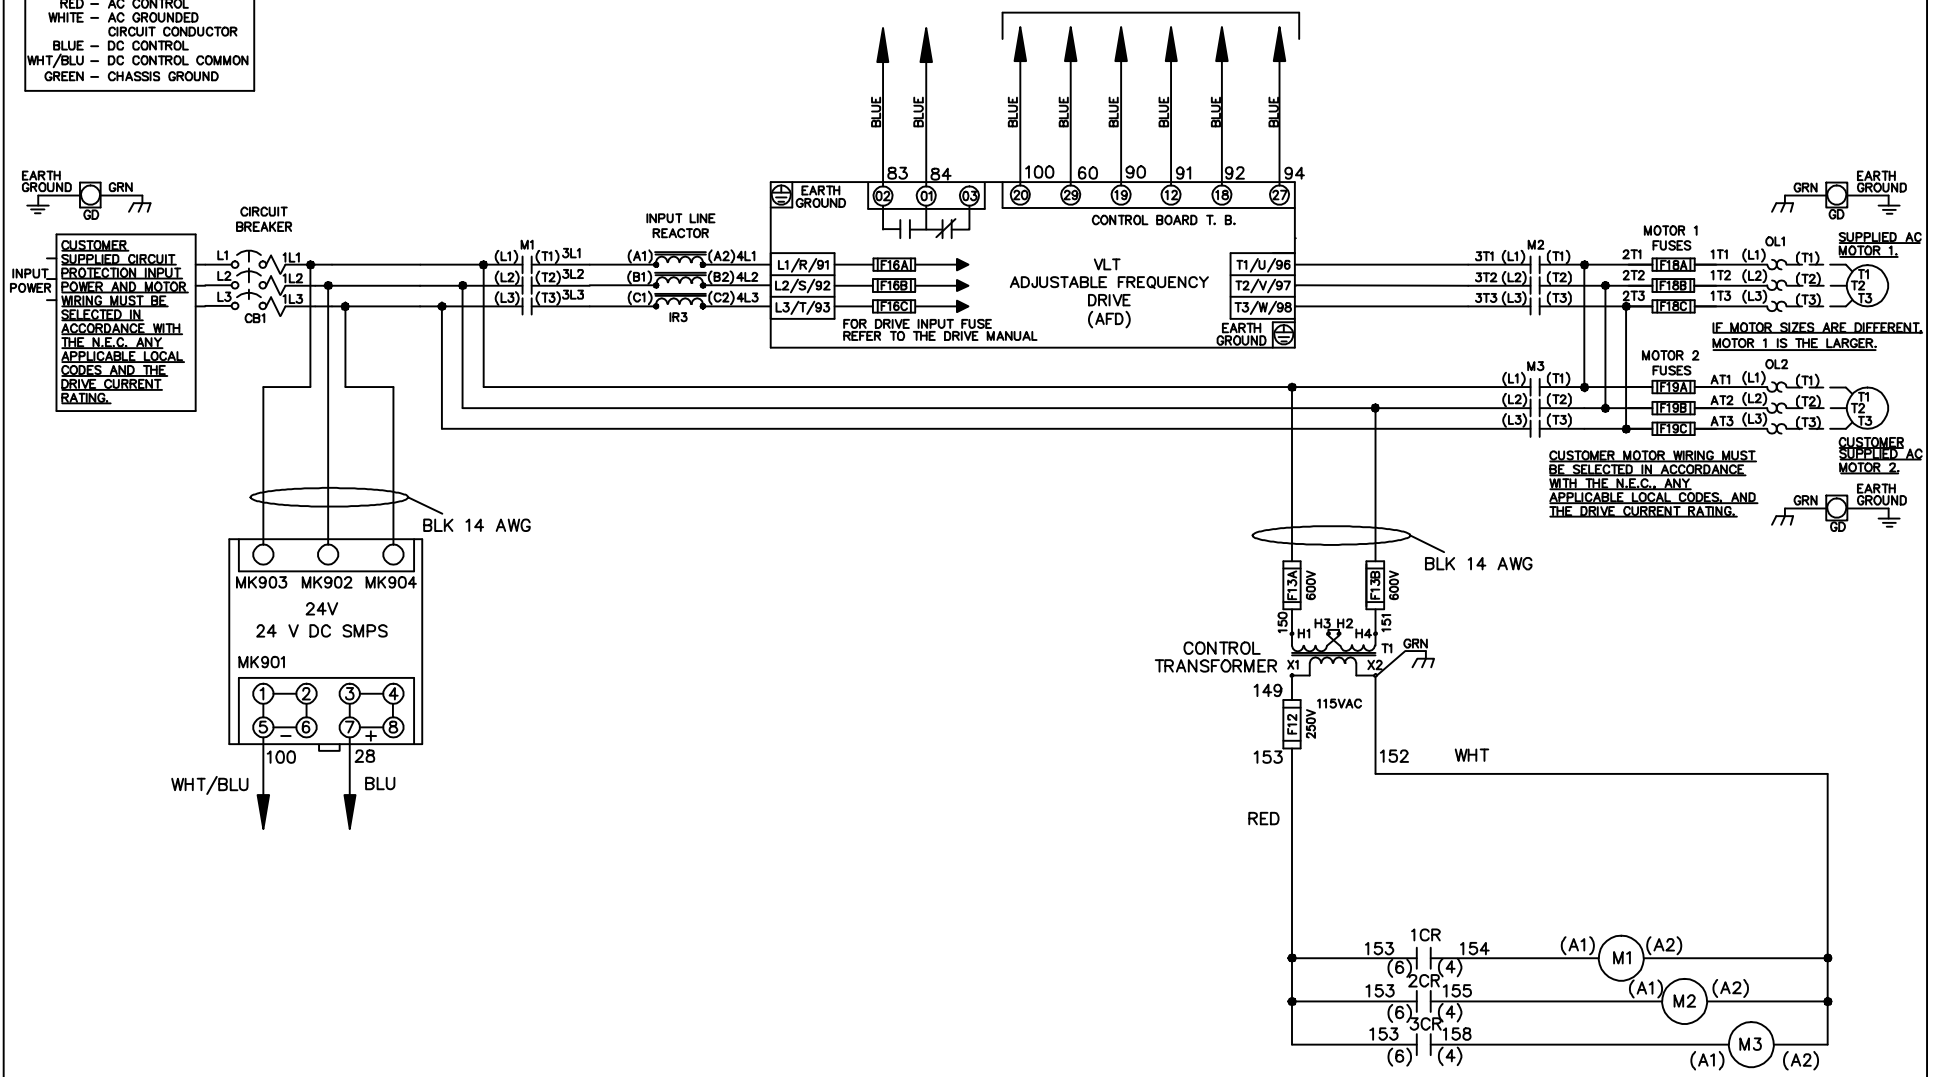 RED – AC CONTROL
WHITE – AC GROUNDED
CIRCUIT CONDUCTOR
BLUE – DC CONTROL
WHT/BLU – DC CONTROL COMMON
GREEN – CHASSIS GROUND
BLUE
BLUE
BLUE
BLUE
BLUE
BLUE
BLUE
BLUE
83 84 100 60 90 91 92 94
02 01 03 20 29 19 12 18 27
EARTH
GROUND
CONTROL BOARD T. B.
EARTH
GROUND
GRN
GD
CUSTOMER
SUPPLIED CIRCUIT
PROTECTION INPUT
POWER AND MOTOR
WIRING MUST BE
SELECTED IN
ACCORDANCE WITH
THE N.E.C. ANY
APPLICABLE LOCAL
CODES AND THE
DRIVE CURRENT
RATING.
INPUT
POWER
CIRCUIT
BREAKER
L1 1L1
L2 1L2
L3 1L3
CB1
M1
(L1) (T1) 3L1
(L2) (T2) 3L2
(L3) (T3) 3L3
INPUT LINE
REACTOR
(A1) (A2) 4L1
(B1) (B2) 4L2
(C1) (C2) 4L3
IR3
L1/R/91 F16A
L2/S/92 F16B
L3/T/93 F16C
FOR DRIVE INPUT FUSE
REFER TO THE DRIVE MANUAL
VLT
ADJUSTABLE FREQUENCY
DRIVE
(AFD)
T1/U/96
T2/V/97
T3/W/98
EARTH
GROUND
M2
3T1 (L1) (T1)
3T2 (L2) (T2)
3T3 (L3) (T3)
MOTOR 1
FUSES
2T1 F18A 1T1 (L1) (T1)
2T2 F18B 1T2 (L2) (T2)
2T3 F18C 1T3 (L3) (T3)
OL1
GRN
GD
EARTH
GROUND
SUPPLIED AC
MOTOR 1.
T1
T2
T3
IF MOTOR SIZES ARE DIFFERENT.
MOTOR 1 IS THE LARGER.
M3
(L1) (T1)
(L2) (T2)
(L3) (T3)
MOTOR 2
FUSES
F19A AT1 (L1) (T1)
F19B AT2 (L2) (T2)
F19C AT3 (L3) (T3)
OL2
T1
T2
T3
CUSTOMER
SUPPLIED AC
MOTOR 2.
CUSTOMER MOTOR WIRING MUST
BE SELECTED IN ACCORDANCE
WITH THE N.E.C., ANY
APPLICABLE LOCAL CODES, AND
THE DRIVE CURRENT RATING.
GRN
GD
EARTH
GROUND
BLK 14 AWG
MK903 MK902 MK904
24V
24 V DC SMPS
MK901
1 2 3 4
5 6 7 8
– +
100 28
WHT/BLU BLU
BLK 14 AWG
F13A 600V
F13B 600V
150 151
H1 H3 H2 H4
T1
GRN
CONTROL
TRANSFORMER
X1 X2
149
115VAC
F12 250V
153
152 WHT
RED
1CR
153 154 (A1) M1 (A2)
(6) (4)
2CR
153 155 (A1) M2 (A2)
(6) (4)
3CR
153 158 M3
(6) (4) (A1) (A2)